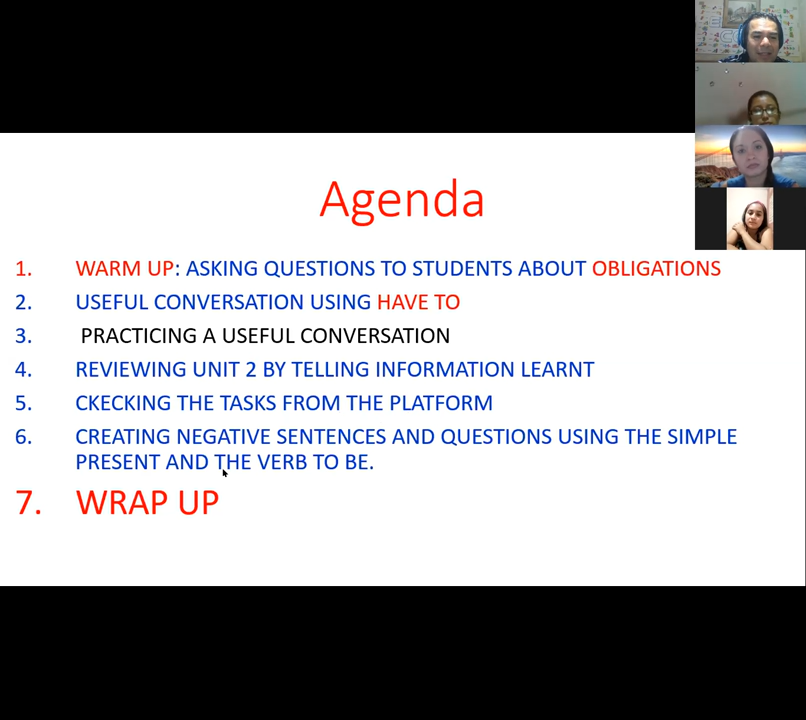 Agenda
1. WARM UP: ASKING QUESTIONS TO STUDENTS ABOUT OBLIGATIONS
2. USEFUL CONVERSATION USING HAVE TO
3. PRACTICING A USEFUL CONVERSATION
4. REVIEWING UNIT 2 BY TELLING INFORMATION LEARNT
5. CKECKING THE TASKS FROM THE PLATFORM
6. CREATING NEGATIVE SENTENCES AND QUESTIONS USING THE SIMPLE
PRESENT AND THE VERB TO BE.
7. WRAP UP